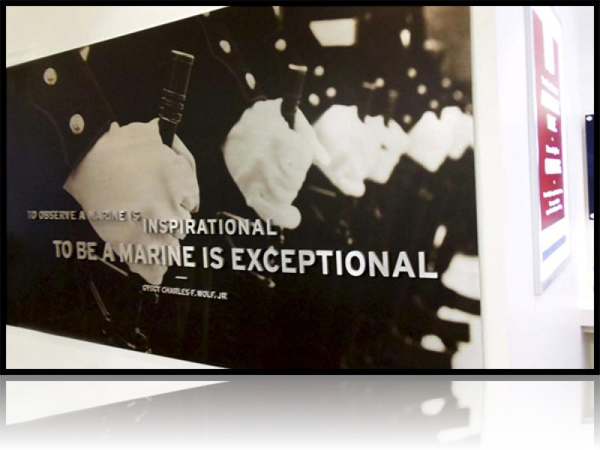 TO OBSERVE A MARINE IS INSPIRATIONAL
TO BE A MARINE IS EXCEPTIONAL
GYSGT CHARLES F. WOLF, JR